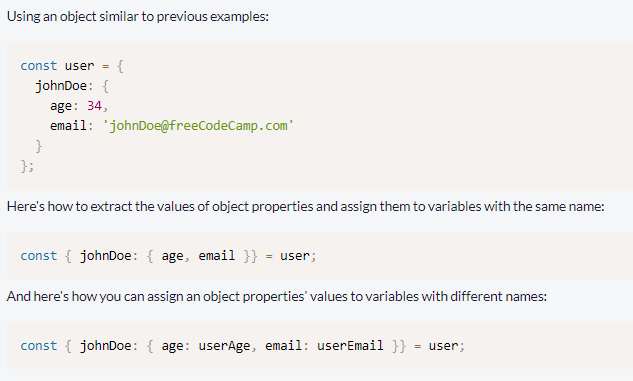 Using an object similar to previous examples:
const user = {
  johnDoe: {
    age: 34,
    email: 'johnDoe@freeCodeCamp.com'
  }
};
Here's how to extract the values of object properties and assign them to variables with the same name:
const { johnDoe: { age, email }} = user;
And here's how you can assign an object properties' values to variables with different names:
const { johnDoe: { age: userAge, email: userEmail }} = user;